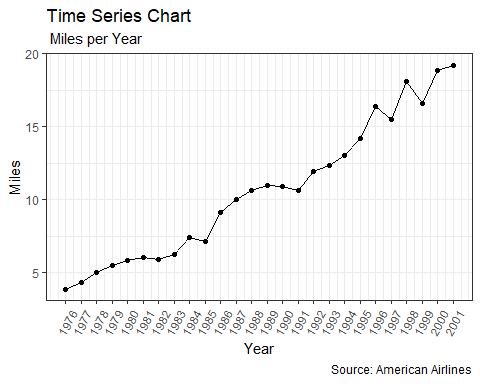 Time Series Chart
Miles per Year
20
15
10
5
Miles
1976 1977 1978 1979 1980 1981 1982 1983 1984 1985 1986 1987 1988 1989 1990 1991 1992 1993 1994 1995 1996 1997 1998 1999 2000 2001
Year
Source: American Airlines